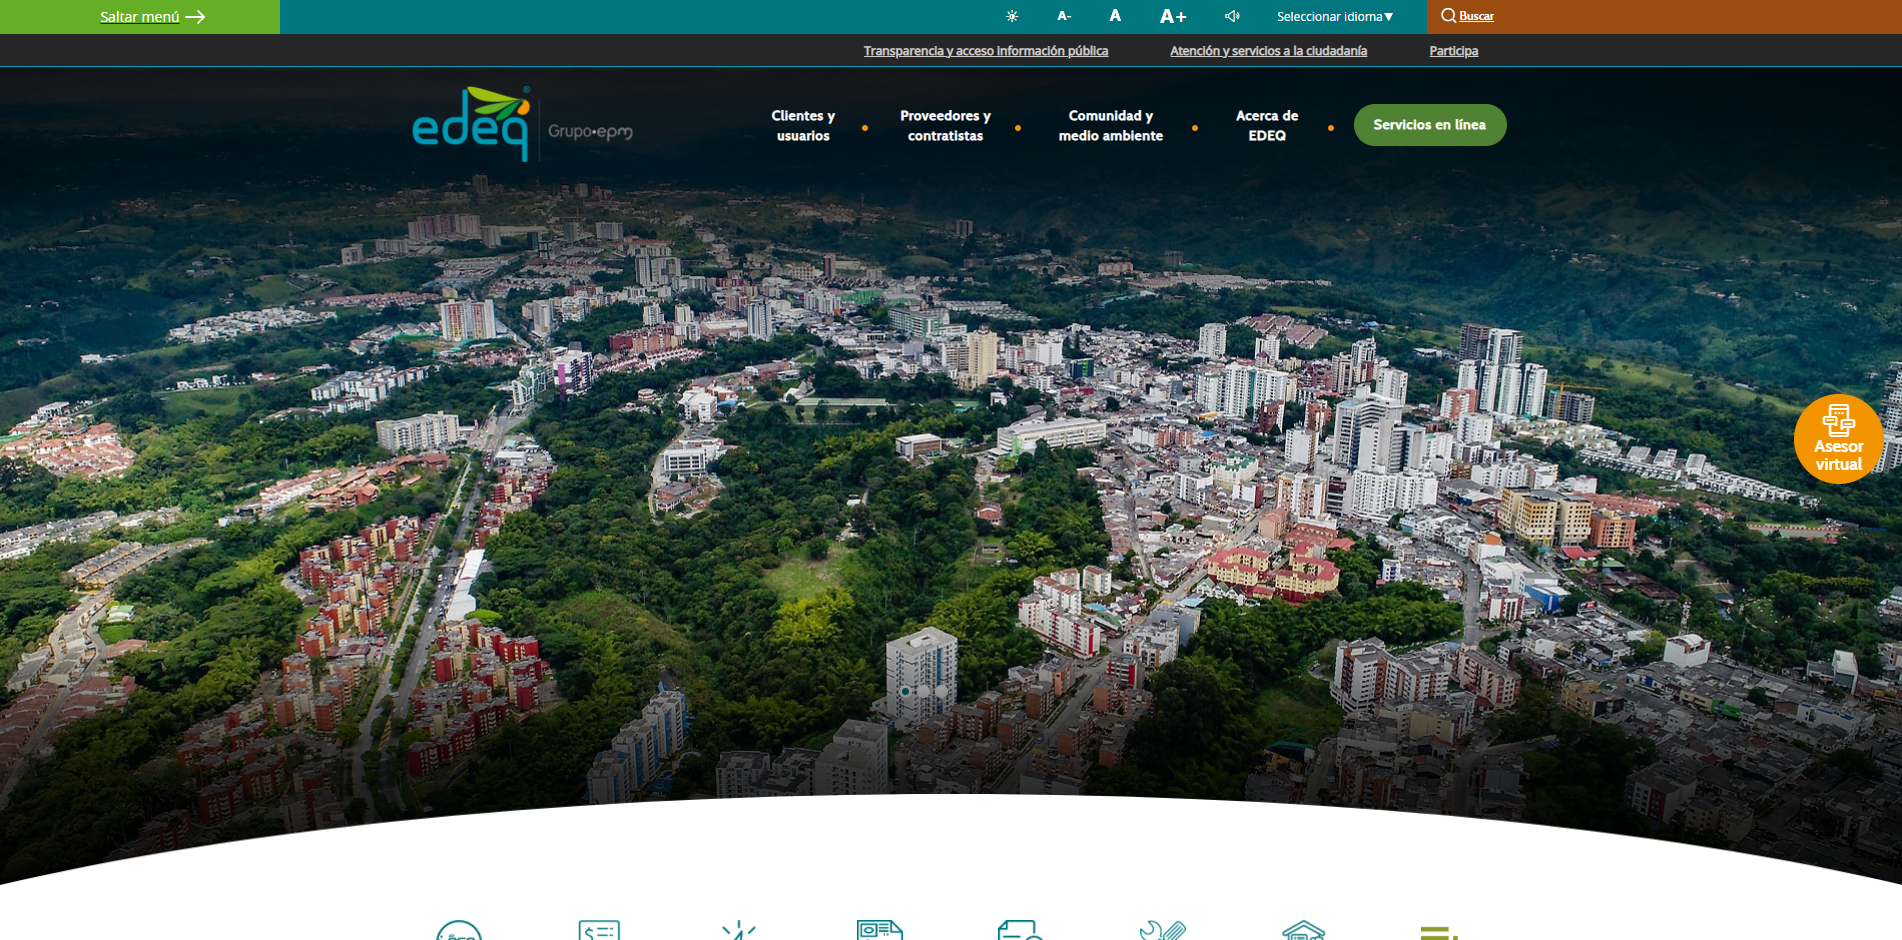 Saltar menú
A-
A
A+
Seleccionar idioma▼
Buscar
Transparencia y acceso información pública
Atención y servicios a la ciudadanía
Participa
edeq®
Grupo•epm
Clientes y
usuarios
Proveedores y
contratistas
Comunidad y
medio ambiente
Acerca de
EDEQ
Servicios en línea
Asesor
virtual